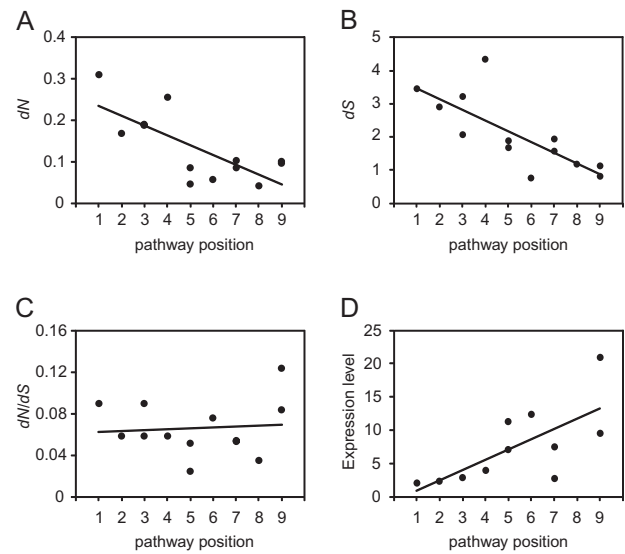 A
dN
0.4
0.3
0.2
0.1
0
1 2 3 4 5 6 7 8 9
pathway position
B
dS
5
4
3
2
1
0
1 2 3 4 5 6 7 8 9
pathway position
C
dN/dS
0.16
0.12
0.08
0.04
0
1 2 3 4 5 6 7 8 9
pathway position
D
Expression level
25
20
15
10
5
0
1 2 3 4 5 6 7 8 9
pathway position